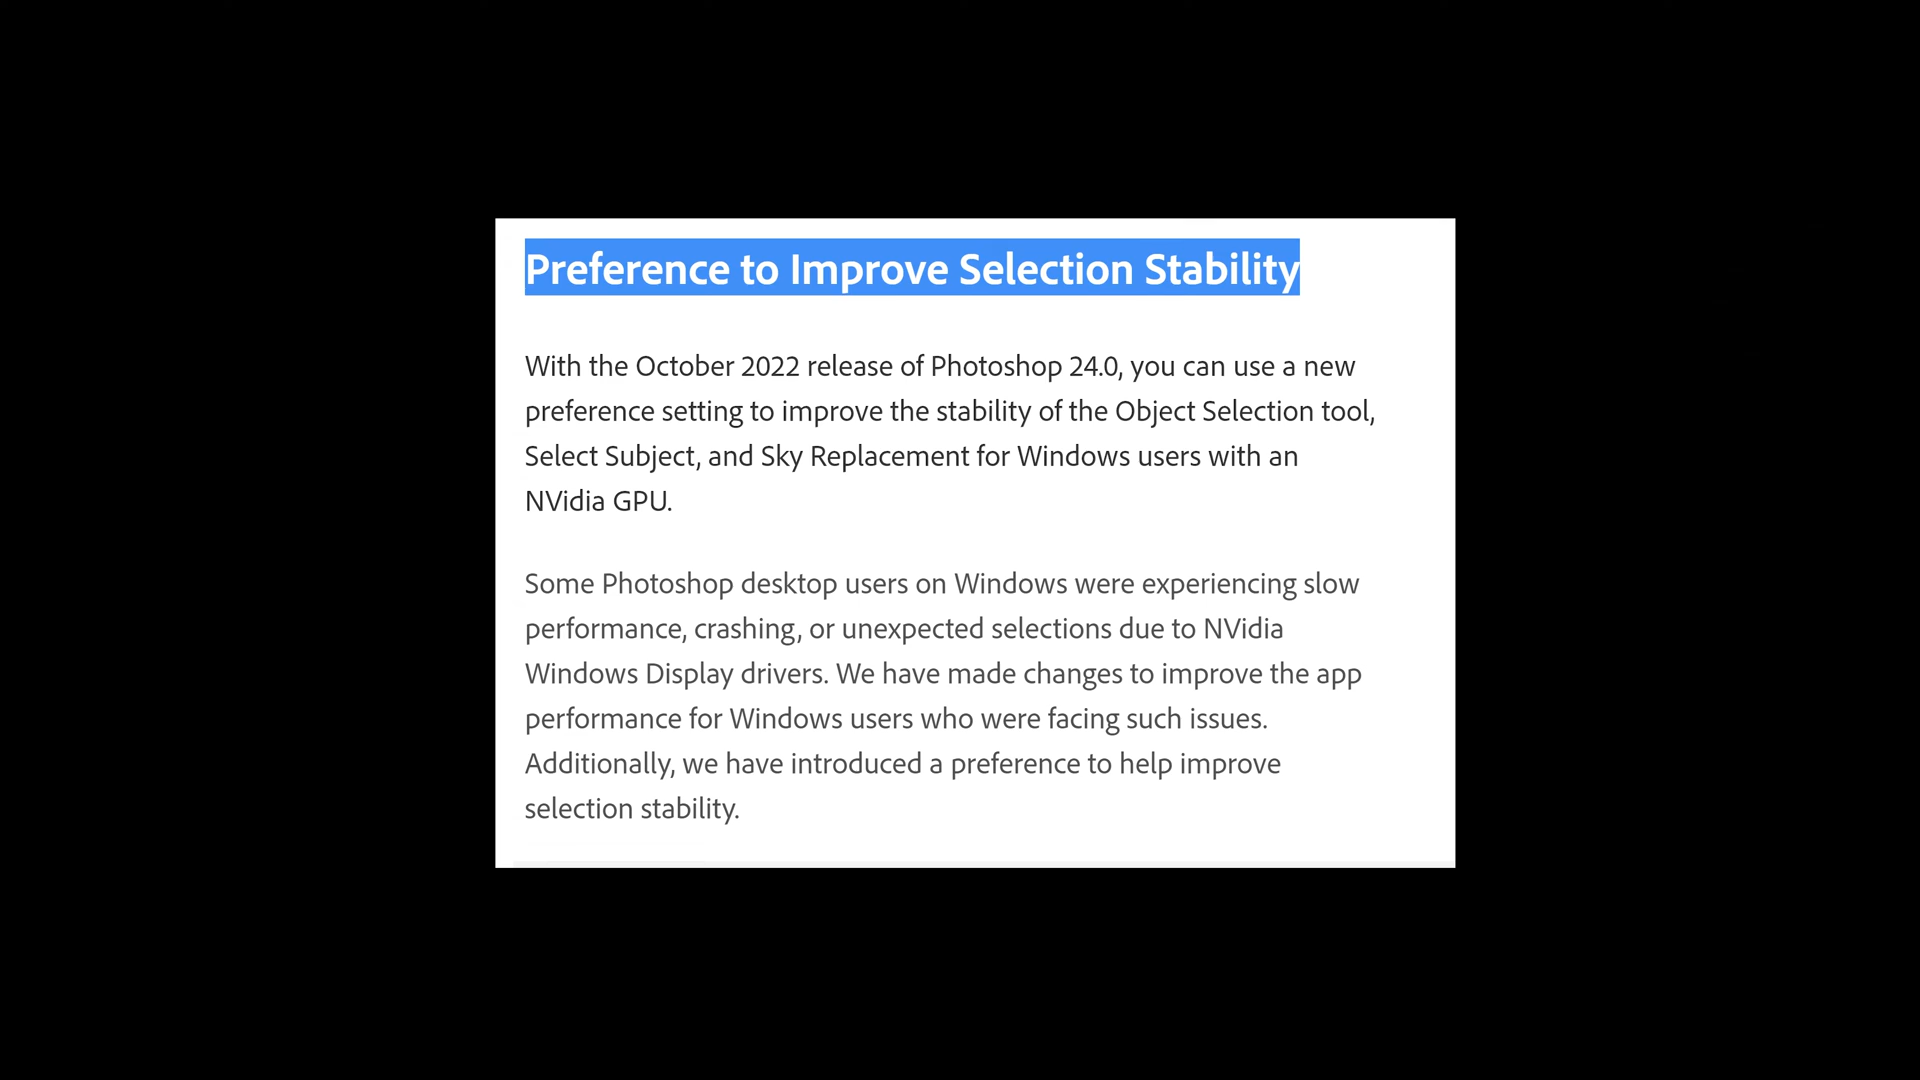 Preference to Improve Selection Stability
With the October 2022 release of Photoshop 24.0, you can use a new
preference setting to improve the stability of the Object Selection tool,
Select Subject, and Sky Replacement for Windows users with an
NVidia GPU.
Some Photoshop desktop users on Windows were experiencing slow
performance, crashing, or unexpected selections due to NVidia
Windows Display drivers. We have made changes to improve the app
performance for Windows users who were facing such issues.
Additionally, we have introduced a preference to help improve
selection stability.